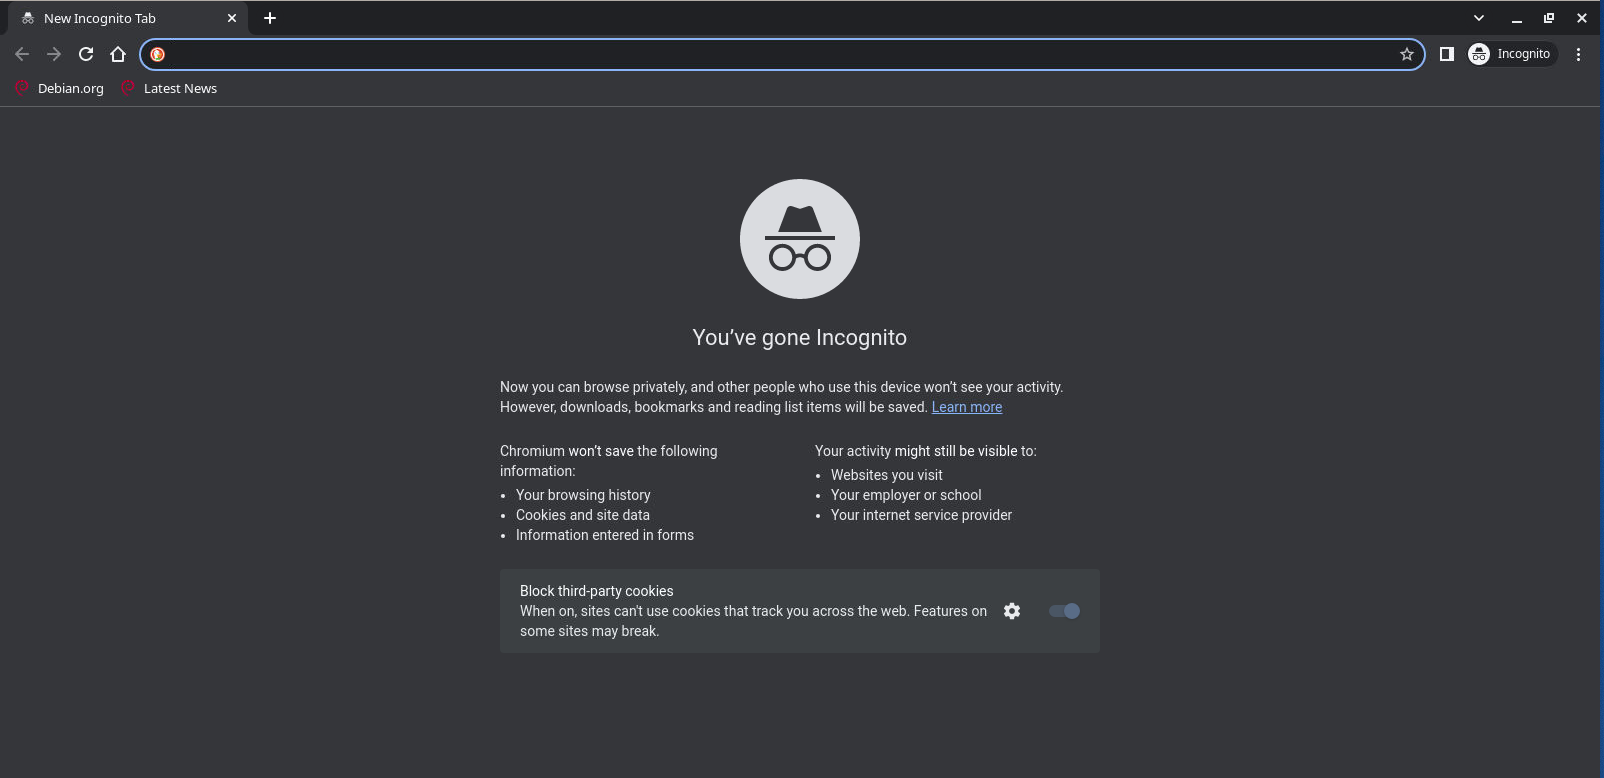 New Incognito Tab
Incognito
Debian.org
Latest News
You’ve gone Incognito
Now you can browse privately, and other people who use this device won’t see your activity.
However, downloads, bookmarks and reading list items will be saved. Learn more
Chromium won’t save the following
information:
Your browsing history
Cookies and site data
Information entered in forms
Your activity might still be visible to:
Websites you visit
Your employer or school
Your internet service provider
Block third-party cookies
When on, sites can't use cookies that track you across the web. Features on
some sites may break.